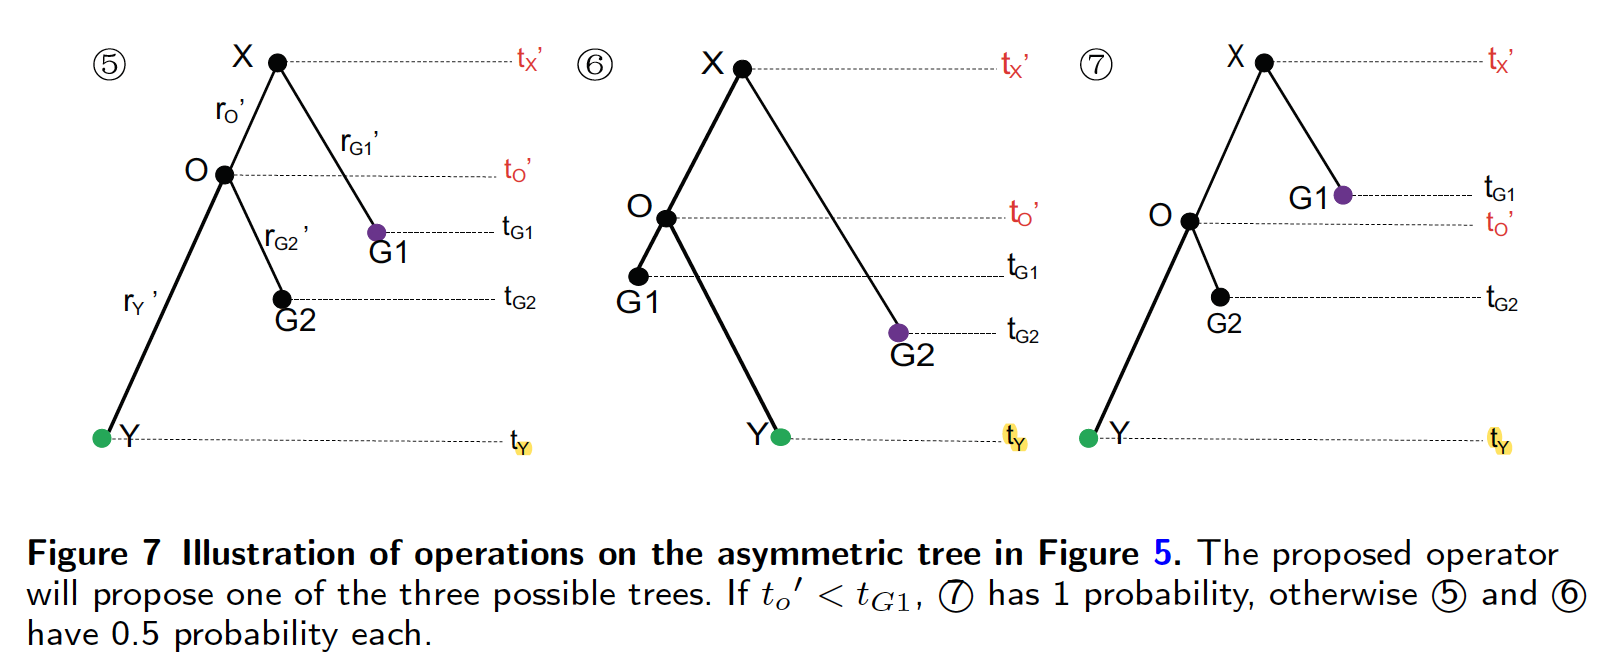 ⑤ X tX’ ⑥ X tX’ ⑦ X tX’
rO’ rG1’
O tO’ O tO’ G1 tG1
O tO’
rG2’ G1 tG1 G1 tG1
rY’ G2 tG2 G2 tG2 G2 tG2
Y tY Y tY Y tY
Figure 7 Illustration of operations on the asymmetric tree in Figure 5. The proposed operator
will propose one of the three possible trees. If to′ < tG1, ⑦ has 1 probability, otherwise ⑤ and ⑥
have 0.5 probability each.